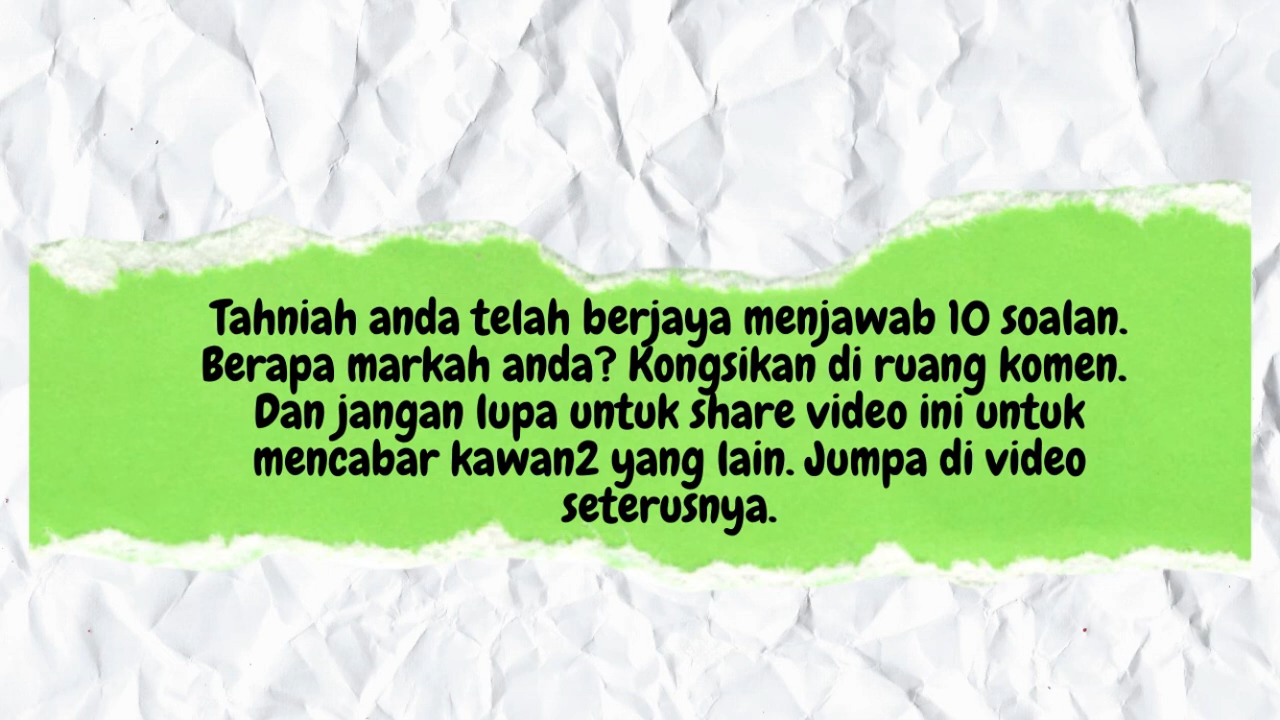 Tahniah anda telah berjaya menjawab 10 soalan.
Berapa markah anda? Kongsikan di ruang komen.
Dan jangan lupa untuk share video ini untuk
mencabar kawan2 yang lain. Jumpa di video
seterusnya.